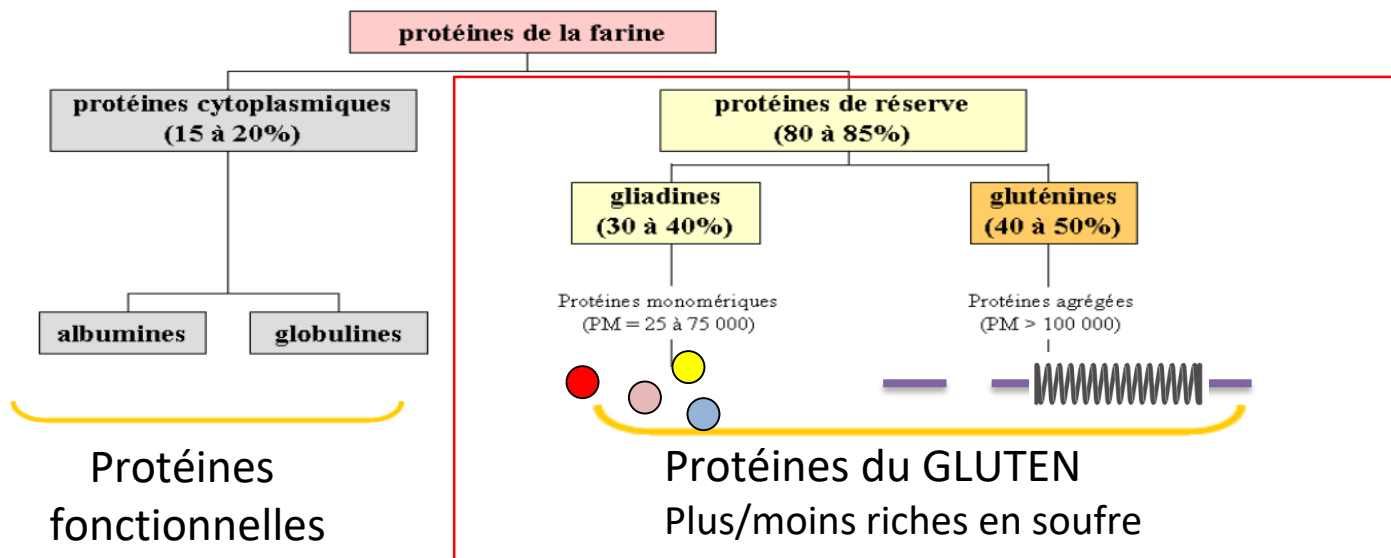 protéines de la farine
protéines cytoplasmiques
(15 à 20%)
protéines de réserve
(80 à 85%)
gliadines
(30 à 40%)
gluténines
(40 à 50%)
Protéines monomériques
(PM = 25 à 75 000)
Protéines agrégées
(PM > 100 000)
albumines
globulines
Protéines
fonctionnelles
Protéines du GLUTEN
Plus/moins riches en soufre